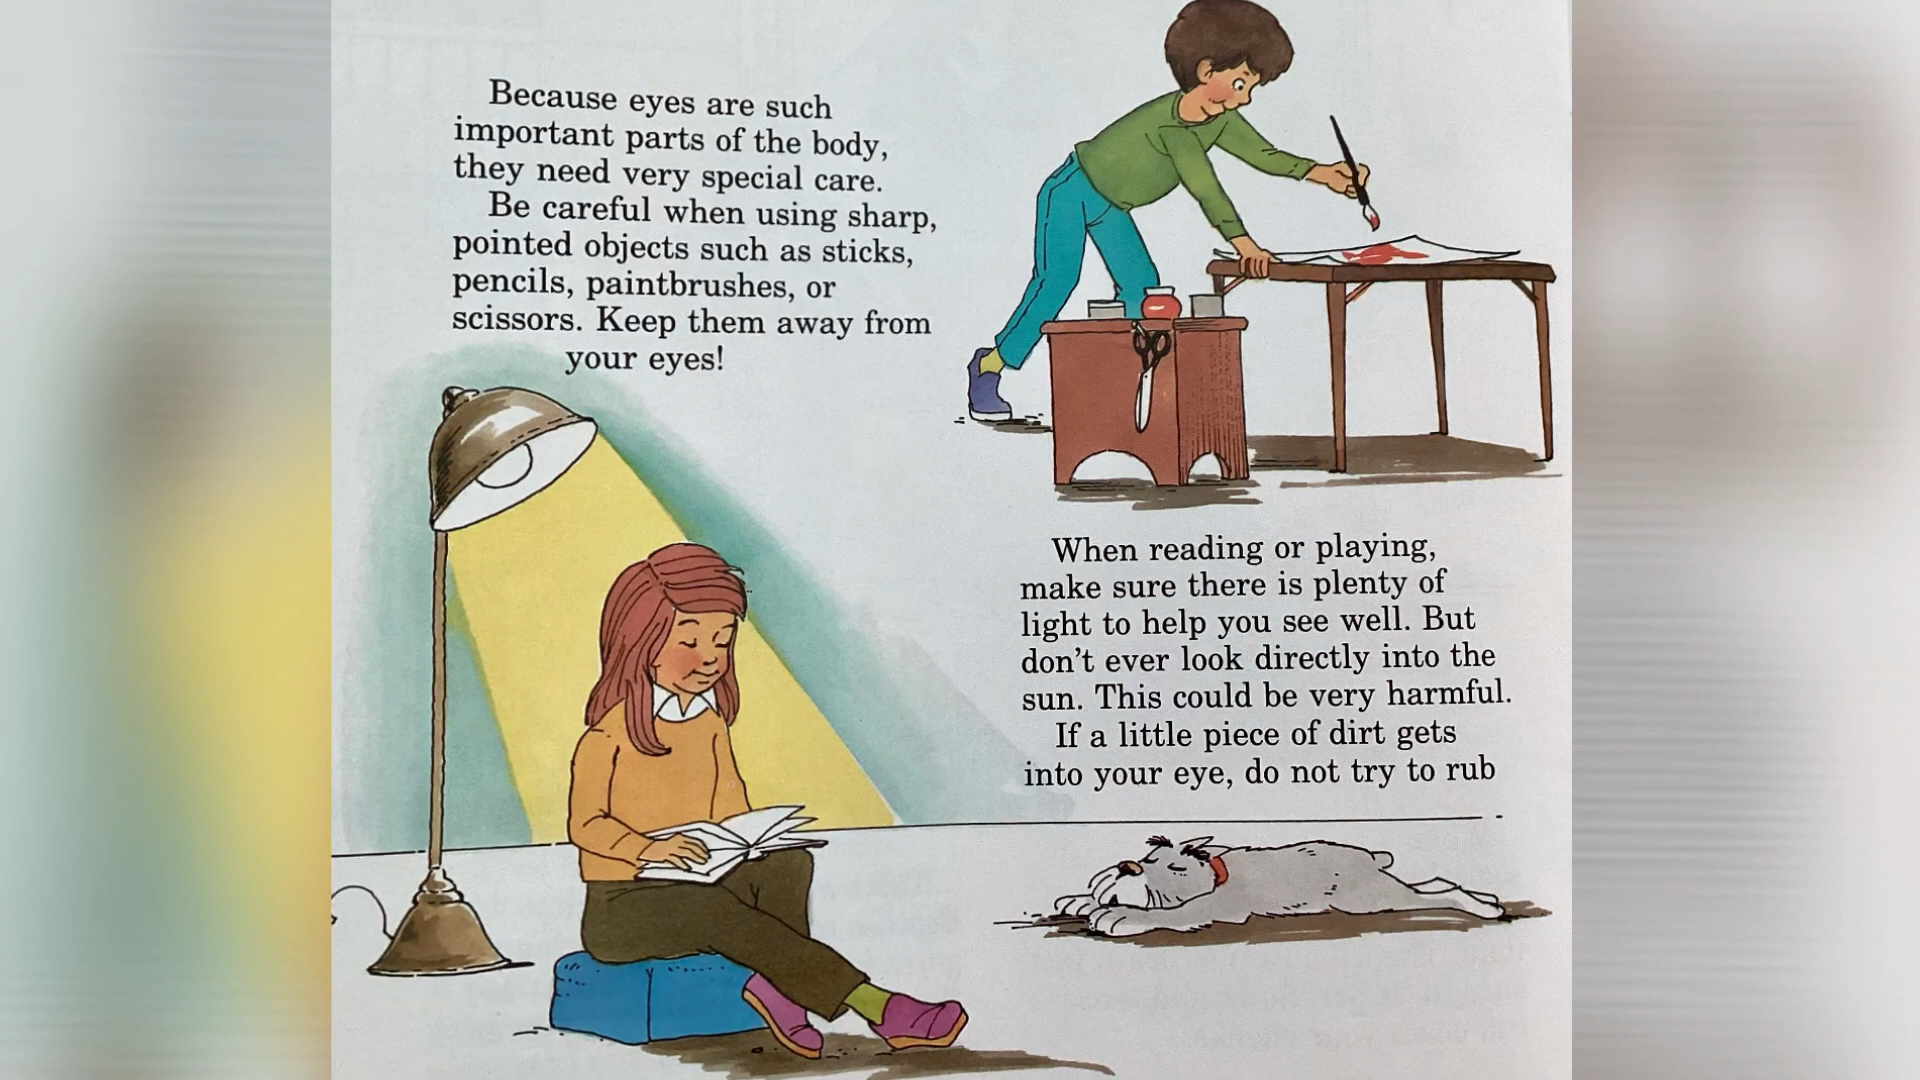 Because eyes are such
important parts of the body,
they need very special care.
Be careful when using sharp,
pointed objects such as sticks,
pencils, paintbrushes, or
scissors. Keep them away from
your eyes!
When reading or playing,
make sure there is plenty of
light to help you see well. But
don't ever look directly into the
sun. This could be very harmful.
If a little piece of dirt gets
into your eye, do not try to rub